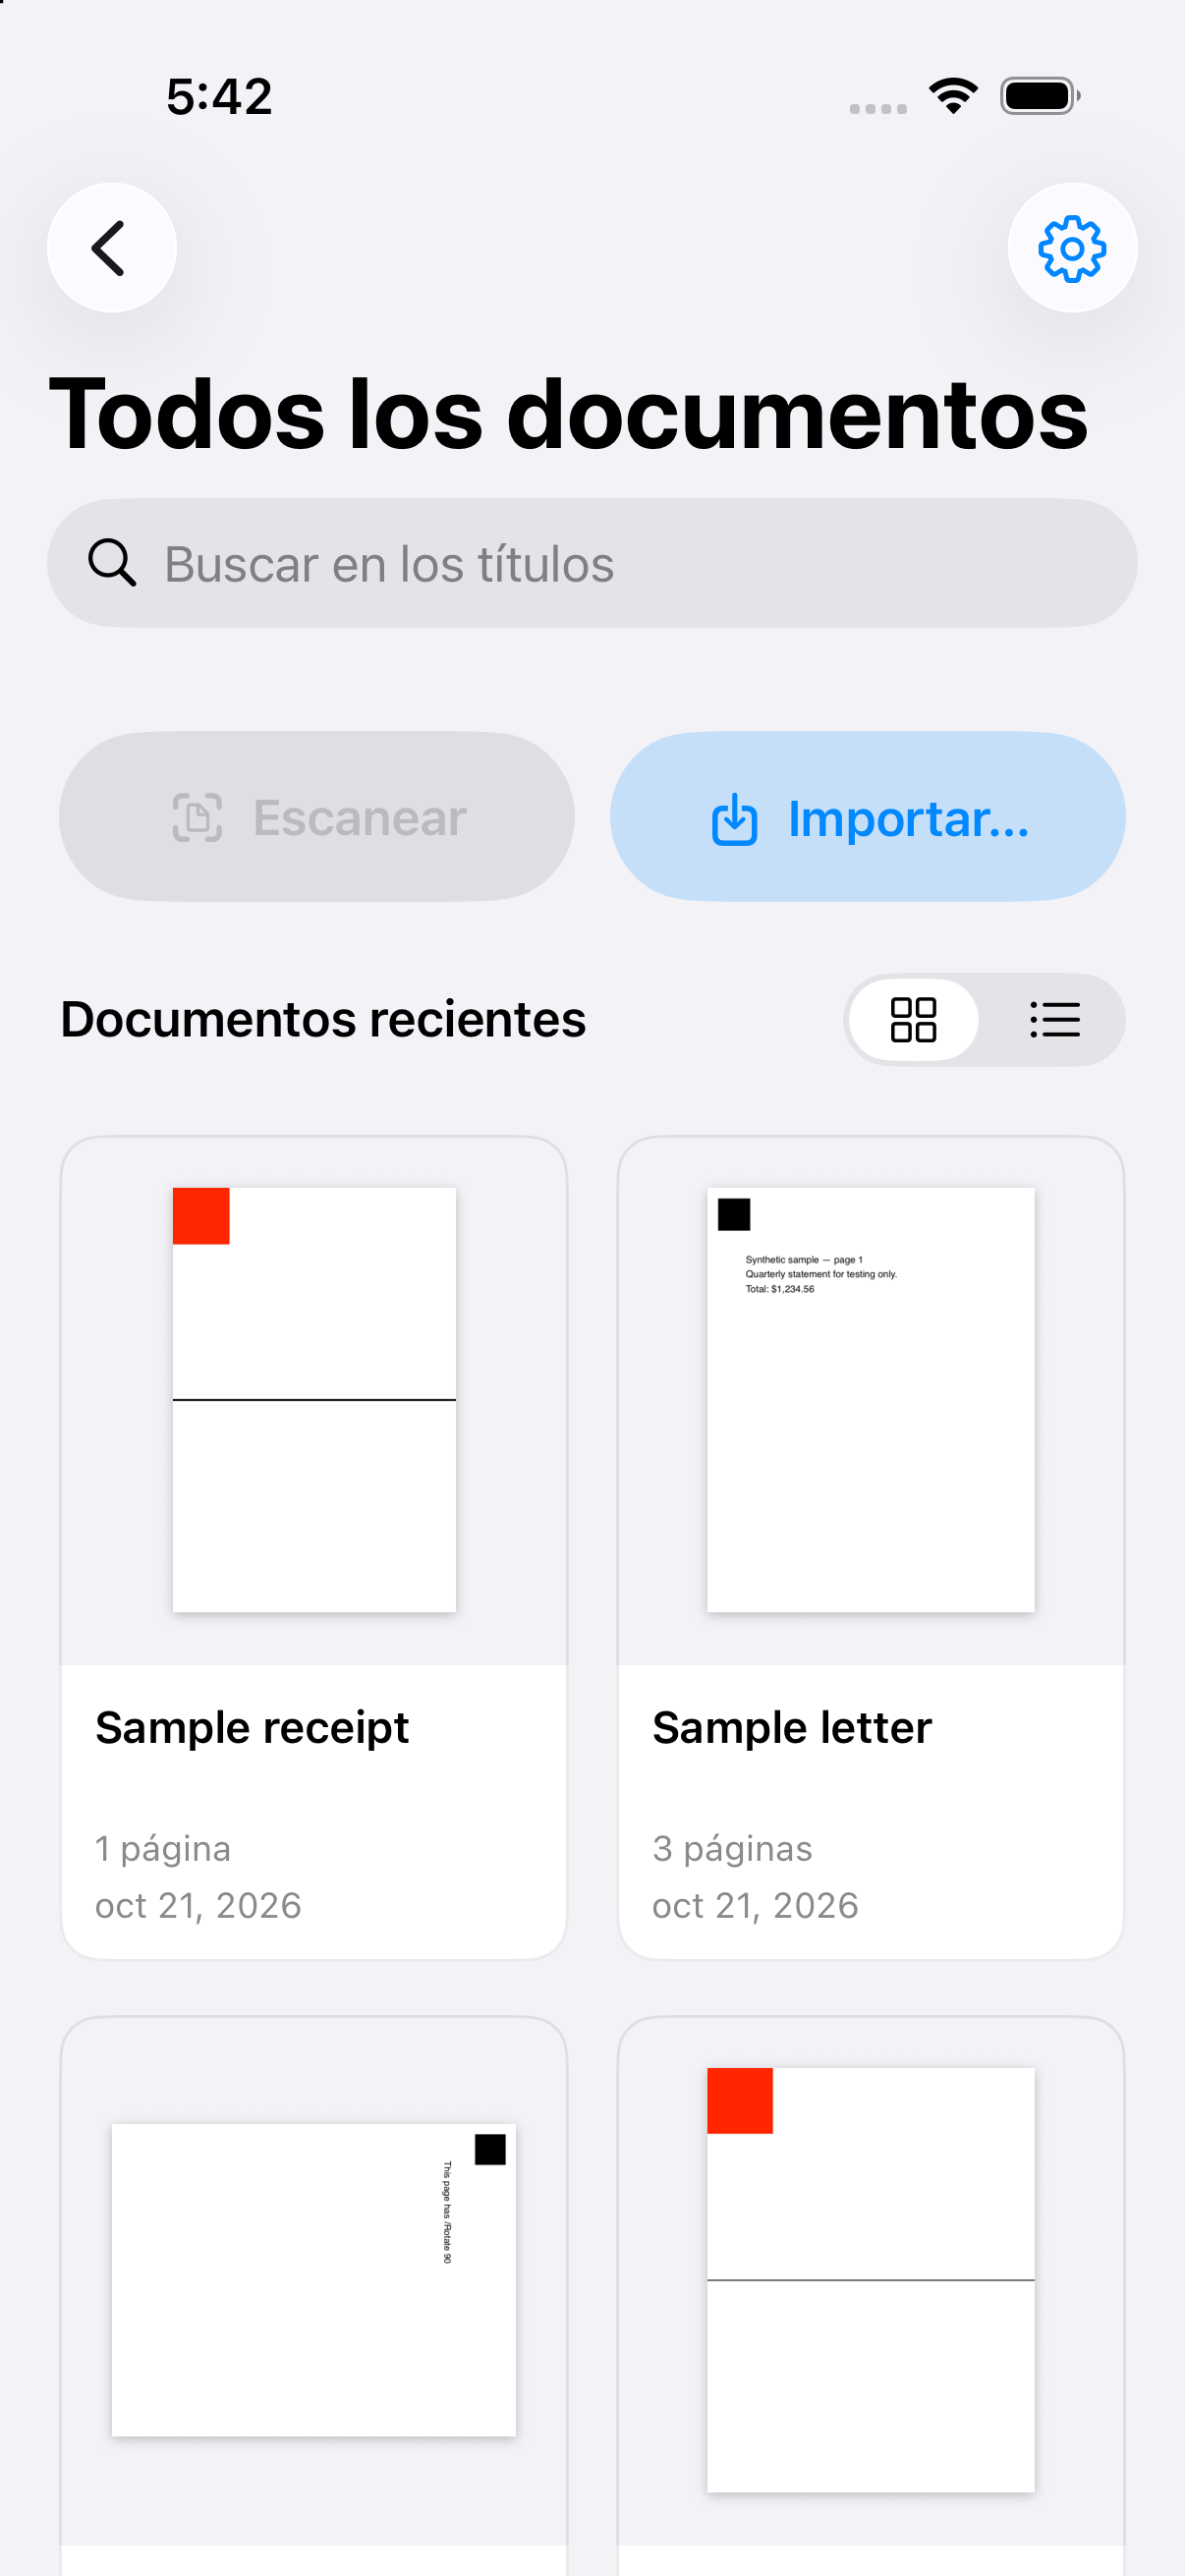 5:42
Todos los documentos
Buscar en los títulos
Escanear
Importar...
Documentos recientes
Synthetic sample — page 1
Quarterly statement for testing only.
Total: $1,234.56
Sample receipt
Sample letter
1 página
3 páginas
oct 21, 2026
oct 21, 2026
This page has /Rotate 90